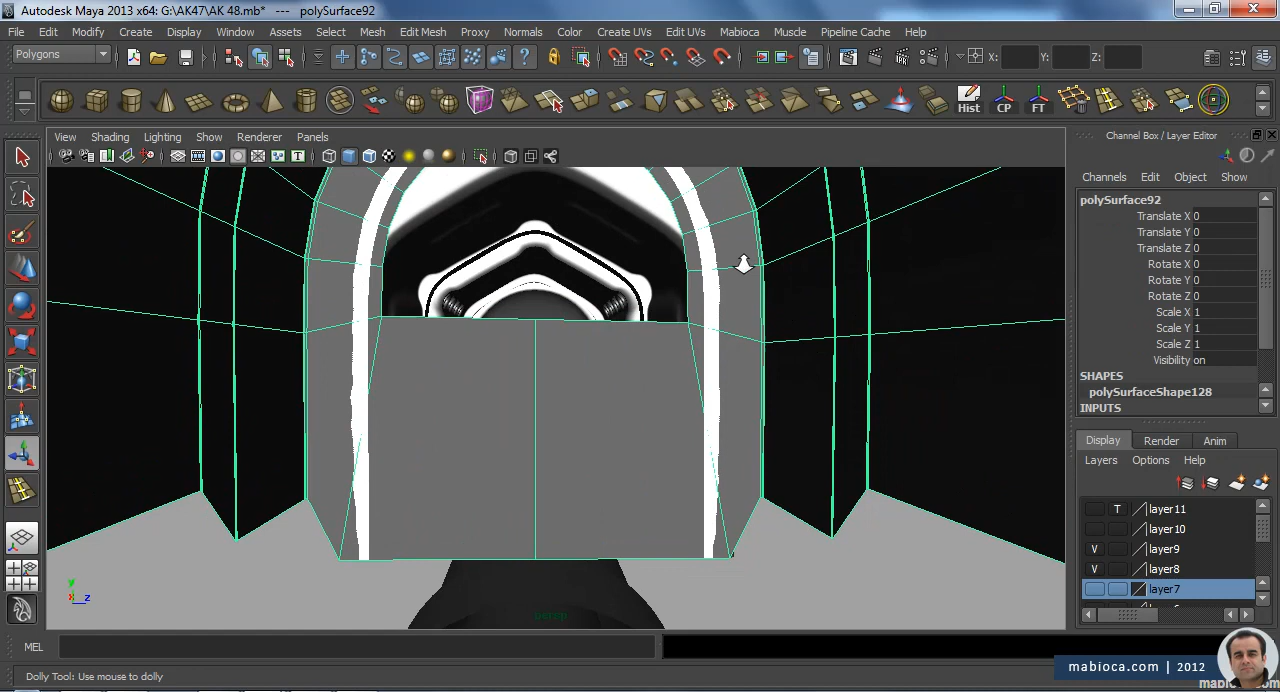 Autodesk Maya 2013 x64: G:\AK47\AK 48.mb* --- polySurface92
File Edit Modify Create Display Window Assets Select Mesh Edit Mesh Proxy Normals Color Create UVs Edit UVs Mabioca Muscle Pipeline Cache Help
Polygons X: Y: Z:
Hist CP FT
View Shading Lighting Show Renderer Panels
Channel Box / Layer Editor
Channels Edit Object Show
polySurface92
Translate X 0
Translate Y 0
Translate Z 0
Rotate X 0
Rotate Y 0
Rotate Z 0
Scale X 1
Scale Y 1
Scale Z 1
Visibility on
SHAPES
polySurfaceShape128
INPUTS
Display Render Anim
Layers Options Help
T layer11
layer10
V layer9
V layer8
layer7
y
z
persp
MEL
Dolly Tool: Use mouse to dolly
mabioca.com | 2012
mabioca.com